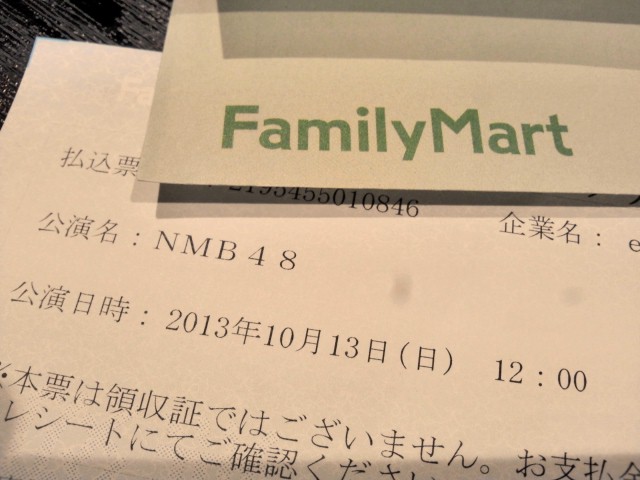 FamilyMart
払込票
2195455010846
企業名： e
公演名：NMB４８
公演日時： 2013年10月13日(日) 12：00
※本票は領収証ではございません。お支払金
レシートにてご確認ください